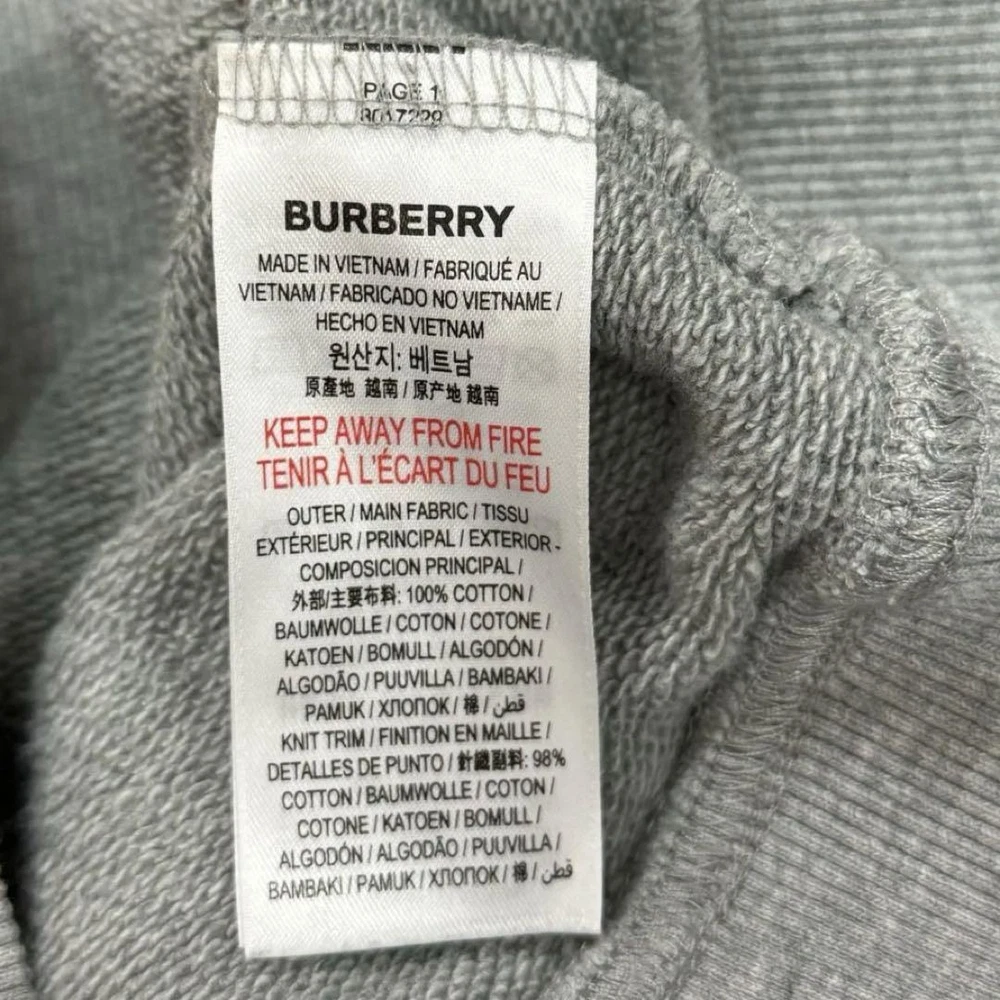 PAGE 1
8017229
BURBERRY
MADE IN VIETNAM / FABRIQUÉ AU
VIETNAM / FABRICADO NO VIETNAME /
HECHO EN VIETNAM
원산지: 베트남
原產地 越南 / 原产地 越南
KEEP AWAY FROM FIRE
TENIR À L'ÉCART DU FEU
OUTER / MAIN FABRIC / TISSU
EXTÉRIEUR / PRINCIPAL / EXTERIOR -
COMPOSICION PRINCIPAL /
外部/主要布料: 100% COTTON /
BAUMWOLLE / COTON / COTONE /
KATOEN / BOMULL / ALGODÓN /
ALGODÃO / PUUVILLA / BAMBAKI /
PAMUK / ХЛОПОК / 棉 / قطن
KNIT TRIM / FINITION EN MAILLE /
DETALLES DE PUNTO / 針織副料: 98%
COTTON / BAUMWOLLE / COTON /
COTONE / KATOEN / BOMULL /
ALGODÓN / ALGODÃO / PUUVILLA /
BAMBAKI / PAMUK / ХЛОПОК / 棉 / قطن